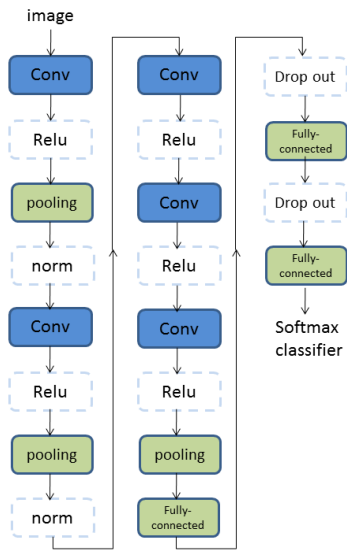 image
Conv
Relu
pooling
norm
Conv
Relu
pooling
norm
Conv
Relu
Conv
Relu
Conv
Relu
pooling
Fully-
connected
Drop out
Fully-
connected
Drop out
Fully-
connected
Softmax
classifier